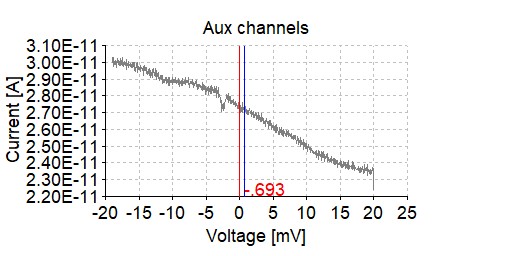 Aux channels
3.10E-11
3.00E-11
2.90E-11
2.80E-11
2.70E-11
2.60E-11
2.50E-11
2.40E-11
2.30E-11
2.20E-11
Current [A]
-.693
-20 -15 -10 -5 0 5 10 15 20 25
Voltage [mV]